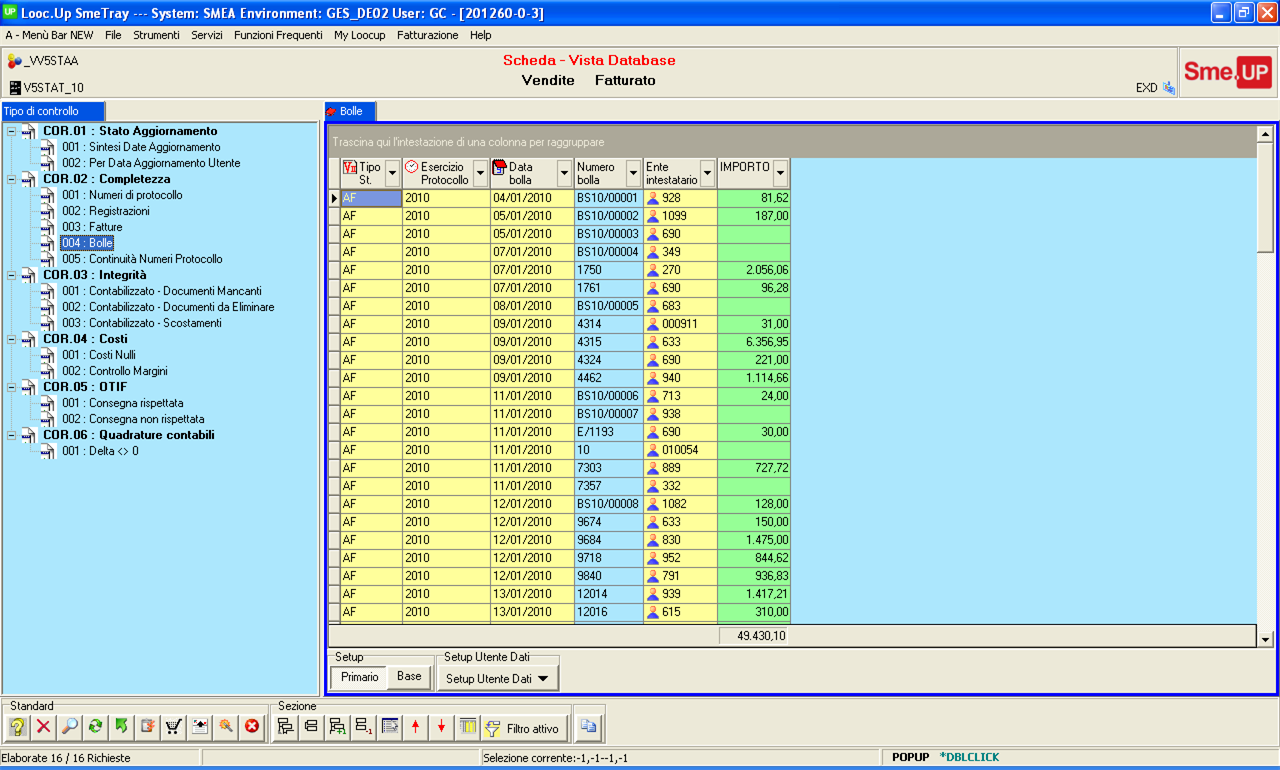 Looc.Up SmeTray --- System: SMEA Environment: GES_DE02 User: GC - [201260-0-3]
A - Menù Bar NEW File Strumenti Servizi Funzioni Frequenti My Loocup Fatturazione Help
_VV5STAA
Scheda - Vista Database
Vendite Fatturato
V5STAT_10
EXD
Sme.UP
Tipo di controllo
COR.01 : Stato Aggiornamento
001 : Sintesi Date Aggiornamento
002 : Per Data Aggiornamento Utente
COR.02 : Completezza
001 : Numeri di protocollo
002 : Registrazioni
003 : Fatture
004 : Bolle
005 : Continuità Numeri Protocollo
COR.03 : Integrità
001 : Contabilizzato - Documenti Mancanti
002 : Contabilizzato - Documenti da Eliminare
003 : Contabilizzato - Scostamenti
COR.04 : Costi
001 : Costi Nulli
002 : Controllo Margini
COR.05 : OTIF
001 : Consegna rispettata
002 : Consegna non rispettata
COR.06 : Quadrature contabili
001 : Delta <> 0
Bolle
Trascina qui l'intestazione di una colonna per raggruppare
Tipo St. Esercizio Protocollo Data bolla Numero bolla Ente intestatario IMPORTO
AF 2010 04/01/2010 BS10/00001 928 81,62
AF 2010 05/01/2010 BS10/00002 1099 187,00
AF 2010 05/01/2010 BS10/00003 690
AF 2010 07/01/2010 BS10/00004 349
AF 2010 07/01/2010 1750 270 2.056,06
AF 2010 07/01/2010 1761 690 96,28
AF 2010 08/01/2010 BS10/00005 683
AF 2010 09/01/2010 4314 000911 31,00
AF 2010 09/01/2010 4315 633 6.356,95
AF 2010 09/01/2010 4324 690 221,00
AF 2010 09/01/2010 4462 940 1.114,66
AF 2010 11/01/2010 BS10/00006 713 24,00
AF 2010 11/01/2010 BS10/00007 938
AF 2010 11/01/2010 E/1193 690 30,00
AF 2010 11/01/2010 10 010054
AF 2010 11/01/2010 7303 889 727,72
AF 2010 11/01/2010 7357 332
AF 2010 12/01/2010 BS10/00008 1082 128,00
AF 2010 12/01/2010 9674 633 150,00
AF 2010 12/01/2010 9684 830 1.475,00
AF 2010 12/01/2010 9718 952 844,62
AF 2010 12/01/2010 9840 791 936,83
AF 2010 13/01/2010 12014 939 1.417,21
AF 2010 13/01/2010 12016 615 310,00
49.430,10
Setup Setup Utente Dati
Primario Base Setup Utente Dati
Standard Sezione
Filtro attivo
Elaborate 16 / 16 Richieste Selezione corrente:-1,-1--1,-1 POPUP *DBLCLICK